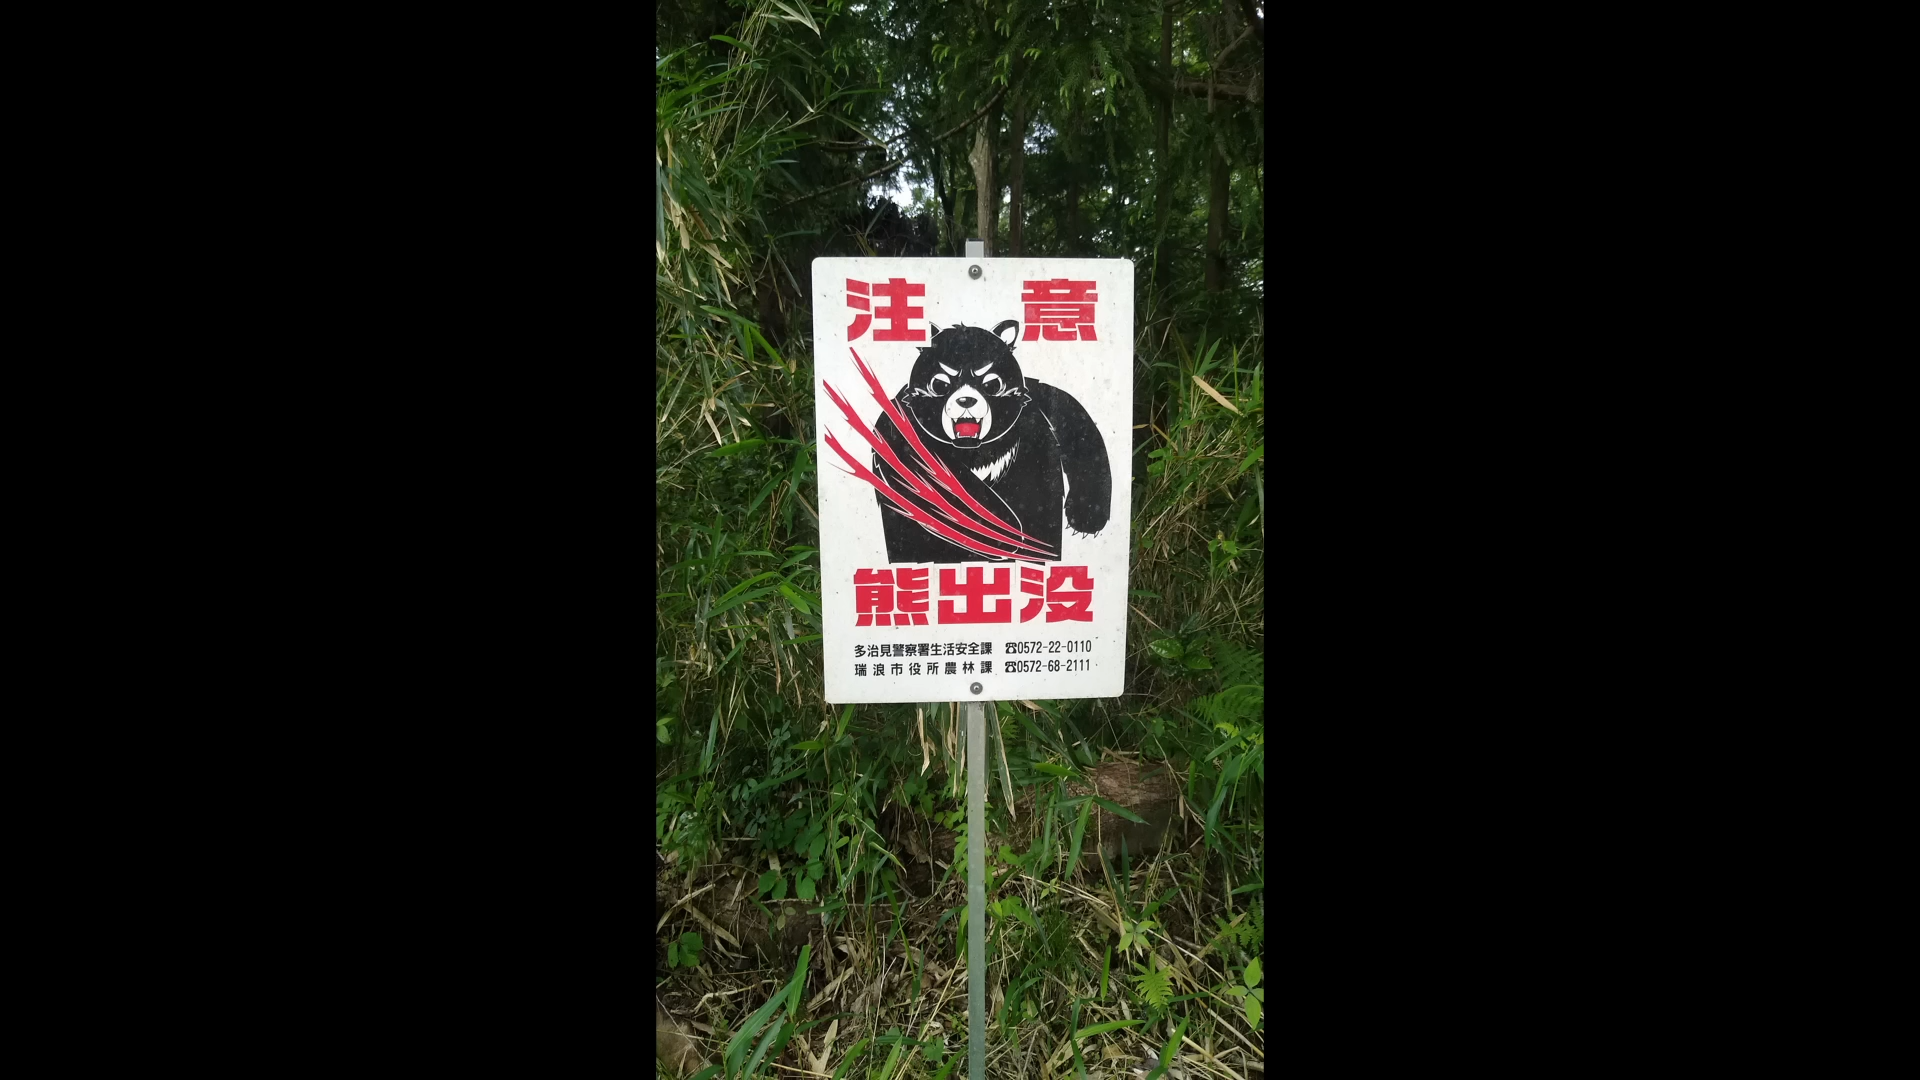 注意
熊出没
多治見警察署生活安全課 ☎0572-22-0110
瑞浪市役所農林課 ☎0572-68-2111